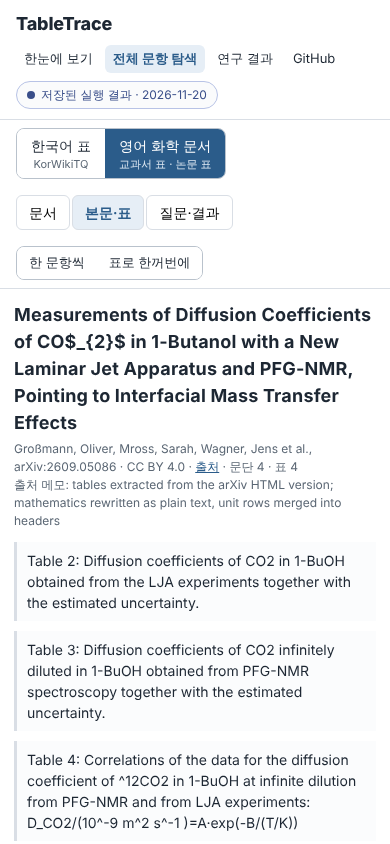 TableTrace
한눈에 보기 전체 문항 탐색 연구 결과 GitHub
저장된 실행 결과 · 2026-11-20
한국어 표 영어 화학 문서
KorWikiTQ 교과서 표 · 논문 표
문서 본문·표 질문·결과
한 문항씩 표로 한꺼번에
Measurements of Diffusion Coefficients
of CO$_{2}$ in 1-Butanol with a New
Laminar Jet Apparatus and PFG-NMR,
Pointing to Interfacial Mass Transfer
Effects
Großmann, Oliver, Mross, Sarah, Wagner, Jens et al.,
arXiv:2609.05086 · CC BY 4.0 · 출처 · 문단 4 · 표 4
출처 메모: tables extracted from the arXiv HTML version;
mathematics rewritten as plain text, unit rows merged into
headers
Table 2: Diffusion coefficients of CO2 in 1-BuOH
obtained from the LJA experiments together with
the estimated uncertainty.
Table 3: Diffusion coefficients of CO2 infinitely
diluted in 1-BuOH obtained from PFG-NMR
spectroscopy together with the estimated
uncertainty.
Table 4: Correlations of the data for the diffusion
coefficient of ^12CO2 in 1-BuOH at infinite dilution
from PFG-NMR and from LJA experiments:
D_CO2/(10^-9 m^2 s^-1 )=A·exp(-B/(T/K))